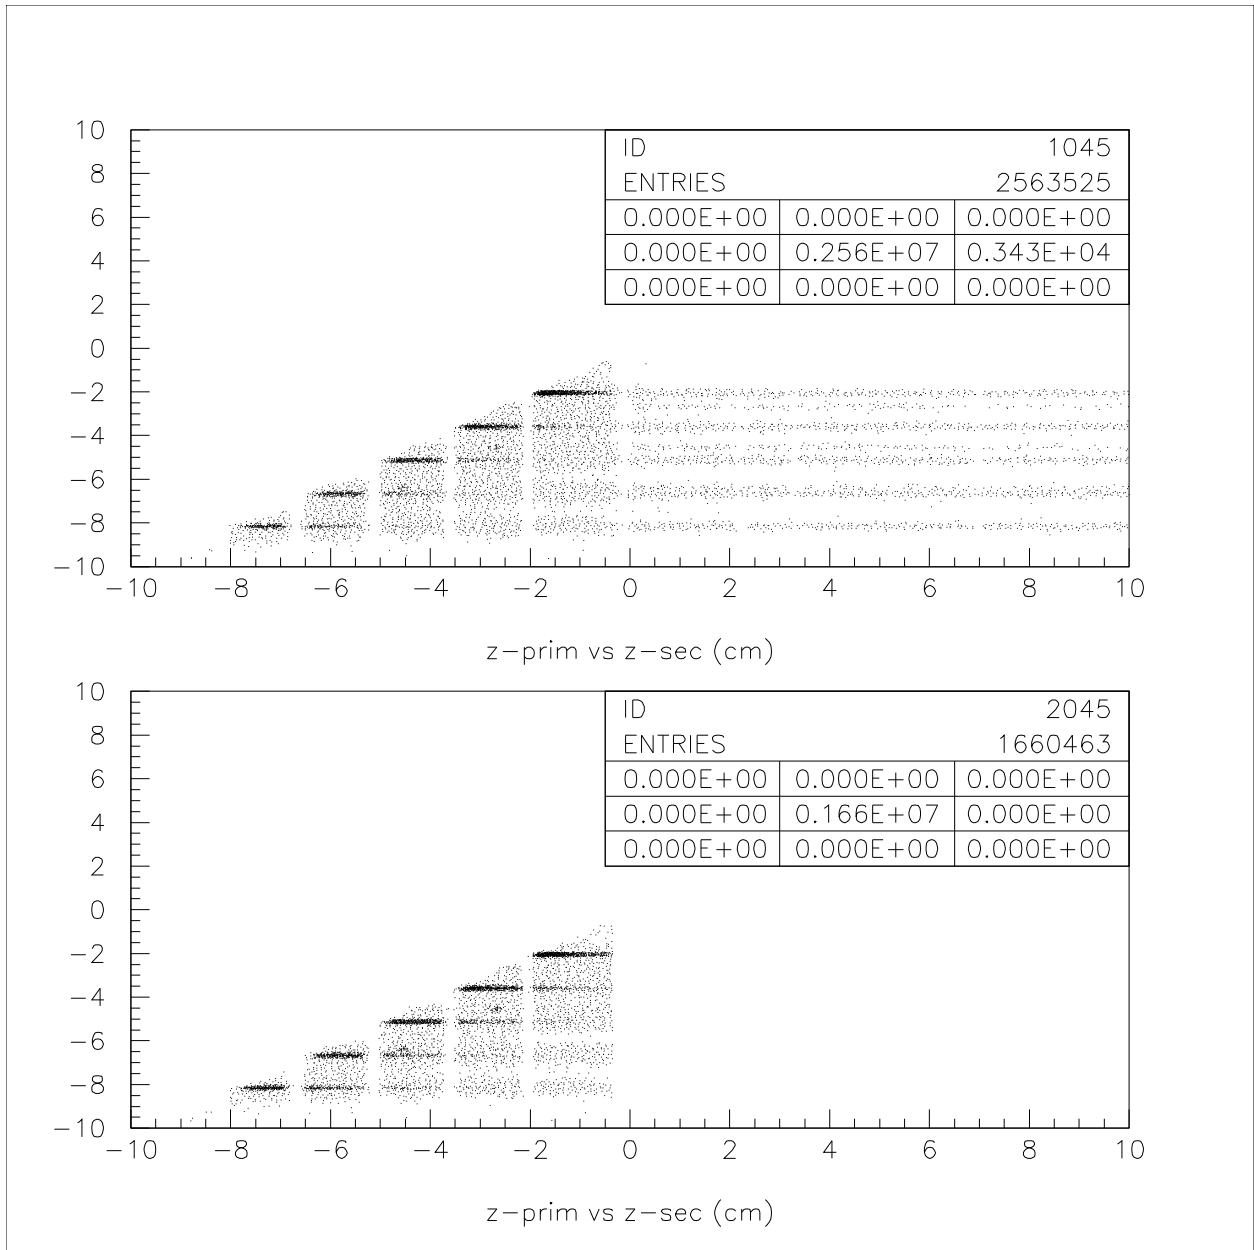 10
ID 1045
8
ENTRIES 2563525
6
0.000E+00 0.000E+00 0.000E+00
4
0.000E+00 0.256E+07 0.343E+04
0.000E+00 0.000E+00 0.000E+00
2
0
−2
−4
−6
−8
−10
−10 −8 −6 −4 −2 0 2 4 6 8 10
z−prim vs z−sec (cm)
10
ID 2045
8
ENTRIES 1660463
6
0.000E+00 0.000E+00 0.000E+00
4
0.000E+00 0.166E+07 0.000E+00
0.000E+00 0.000E+00 0.000E+00
2
0
−2
−4
−6
−8
−10
−10 −8 −6 −4 −2 0 2 4 6 8 10
z−prim vs z−sec (cm)